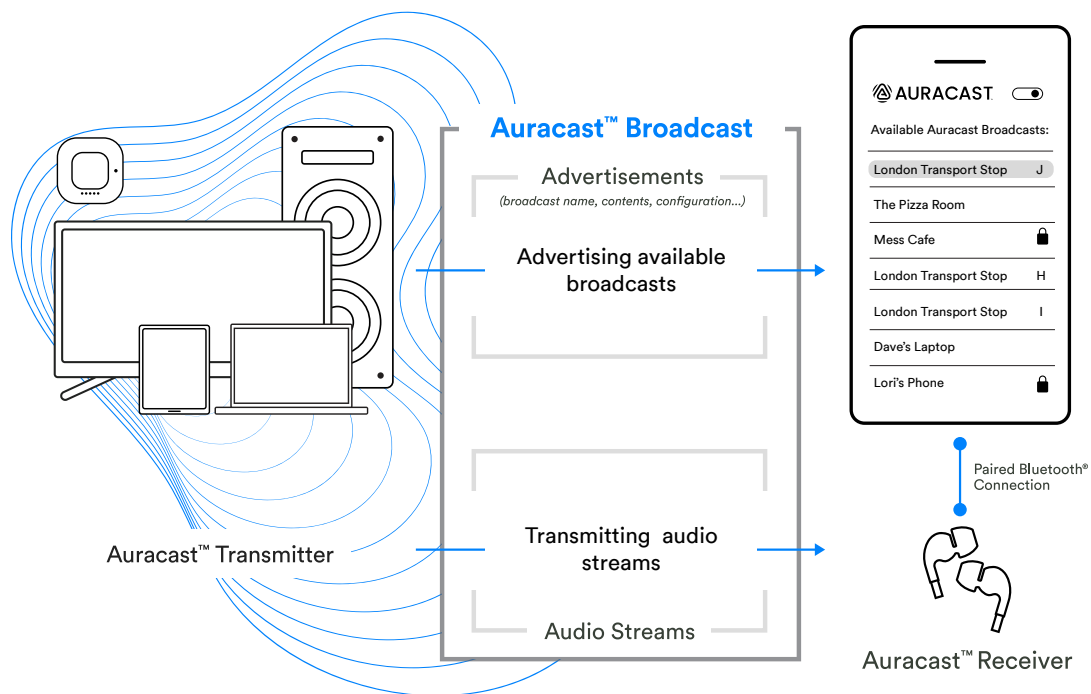 Auracast™ Transmitter
Auracast™ Broadcast
Advertisements
(broadcast name, contents, configuration...)
Advertising available
broadcasts
Transmitting audio
streams
Audio Streams
AURACAST™
Available Auracast Broadcasts:
London Transport Stop J
The Pizza Room
Mess Cafe
London Transport Stop H
London Transport Stop I
Dave's Laptop
Lori's Phone
Paired Bluetooth®
Connection
Auracast™ Receiver